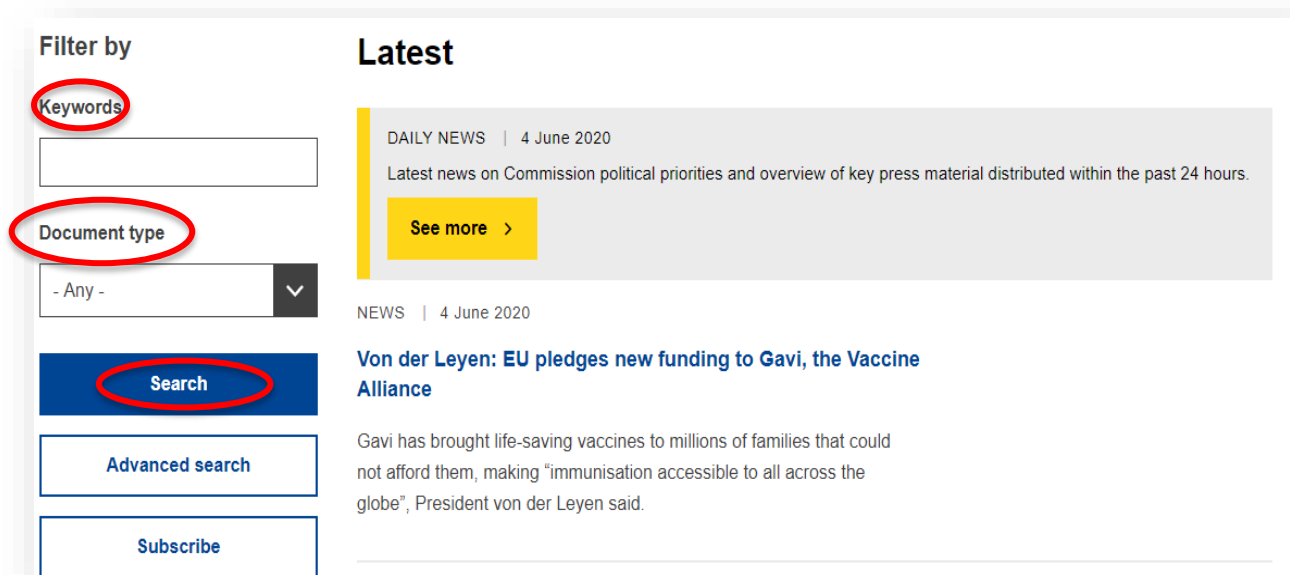 Filter by
Keywords
Document type
- Any -
Search
Advanced search
Subscribe
Latest
DAILY NEWS | 4 June 2020
Latest news on Commission political priorities and overview of key press material distributed within the past 24 hours.
See more >
NEWS | 4 June 2020
Von der Leyen: EU pledges new funding to Gavi, the Vaccine
Alliance
Gavi has brought life-saving vaccines to millions of families that could
not afford them, making “immunisation accessible to all across the
globe”, President von der Leyen said.